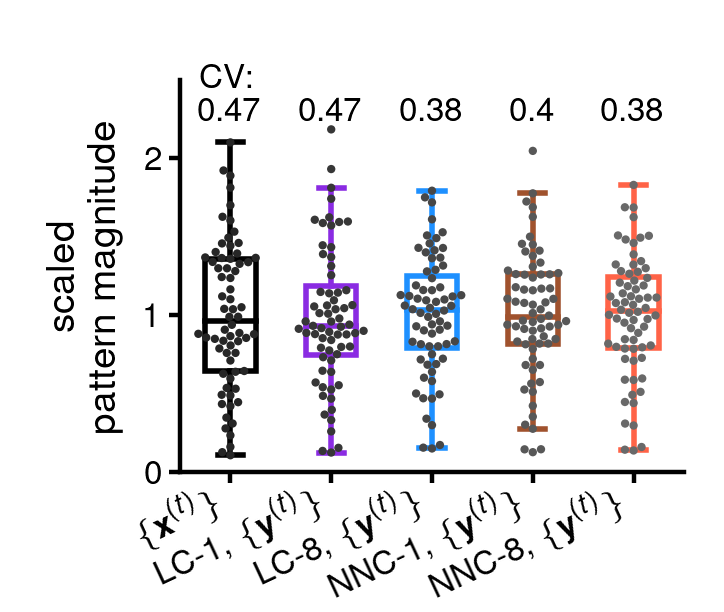 CV:
0.47 0.47 0.38 0.4 0.38
scaled
pattern magnitude
2
1
0
{x^(t)}
LC-1, {y^(t)}
LC-8, {y^(t)}
NNC-1, {y^(t)}
NNC-8, {y^(t)}